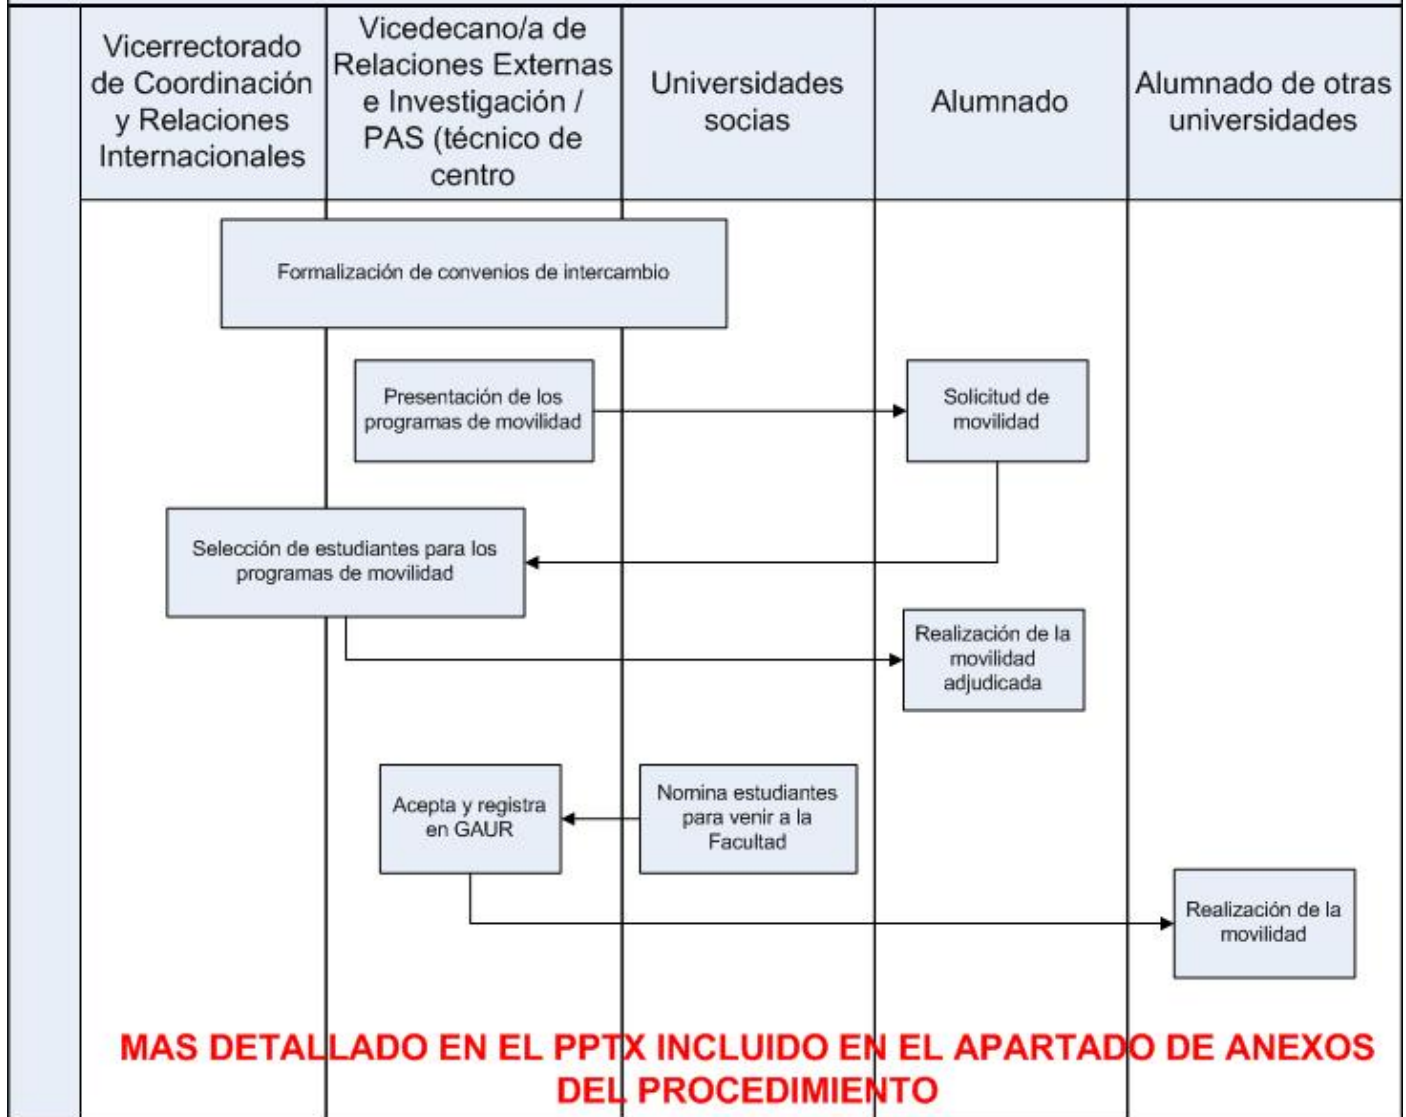 Vicerrectorado
de Coordinación
y Relaciones
Internacionales
Vicedecano/a de
Relaciones Externas
e Investigación /
PAS (técnico de
centro
Universidades
socias
Alumnado
Alumnado de otras
universidades
Formalización de convenios de intercambio
Presentación de los
programas de movilidad
Solicitud de
movilidad
Selección de estudiantes para los
programas de movilidad
Realización de la
movilidad
adjudicada
Acepta y registra
en GAUR
Nomina estudiantes
para venir a la
Facultad
Realización de la
movilidad
MAS DETALLADO EN EL PPTX INCLUIDO EN EL APARTADO DE ANEXOS
DEL PROCEDIMIENTO